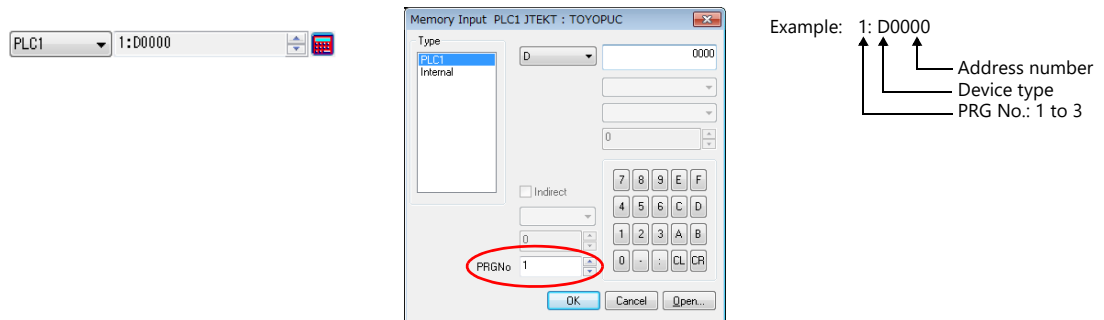 PLC1
1:D0000
Memory Input PLC1 JTEKT : TOYOPUC
Type
PLC1
Internal
D
0000
0
Indirect
0
PRGNo
1
7 8 9 E F
4 5 6 C D
1 2 3 A B
0 - : CL CR
OK
Cancel
Open...
Example: 1: D0000
Address number
Device type
PRG No.: 1 to 3